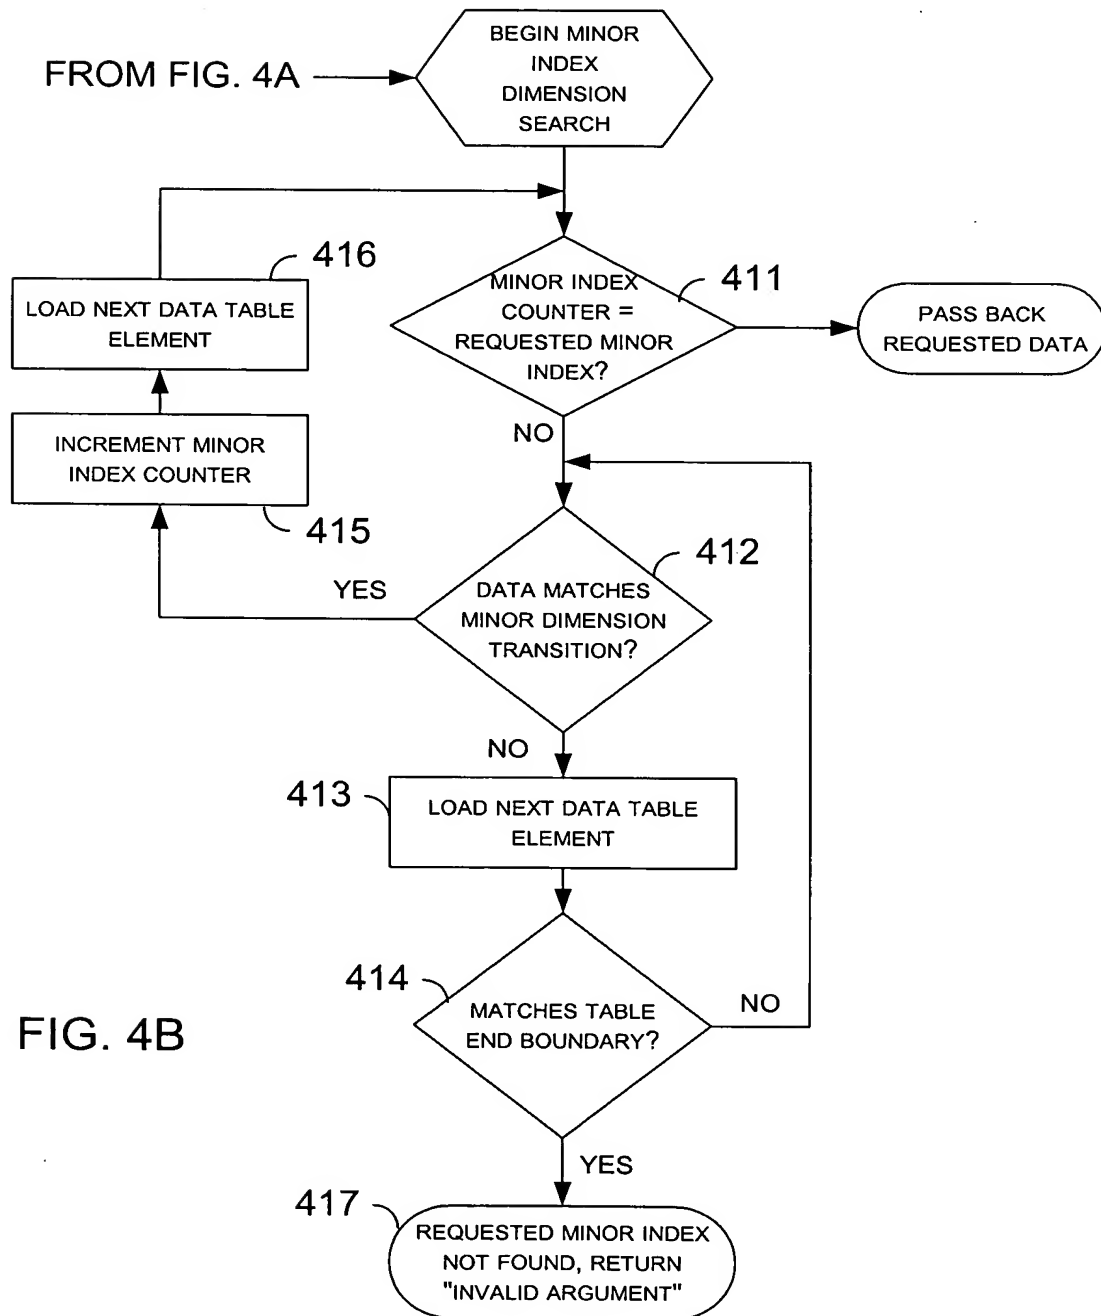 BEGIN MINOR
INDEX
DIMENSION
SEARCH
FROM FIG. 4A
416
LOAD NEXT DATA TABLE
ELEMENT
MINOR INDEX
COUNTER =
REQUESTED MINOR
INDEX?
411
PASS BACK
REQUESTED DATA
INCREMENT MINOR
INDEX COUNTER
415
NO
412
YES
DATA MATCHES
MINOR DIMENSION
TRANSITION?
NO
413
LOAD NEXT DATA TABLE
ELEMENT
414
MATCHES TABLE
END BOUNDARY?
NO
FIG. 4B
YES
417
REQUESTED MINOR INDEX
NOT FOUND, RETURN
"INVALID ARGUMENT"